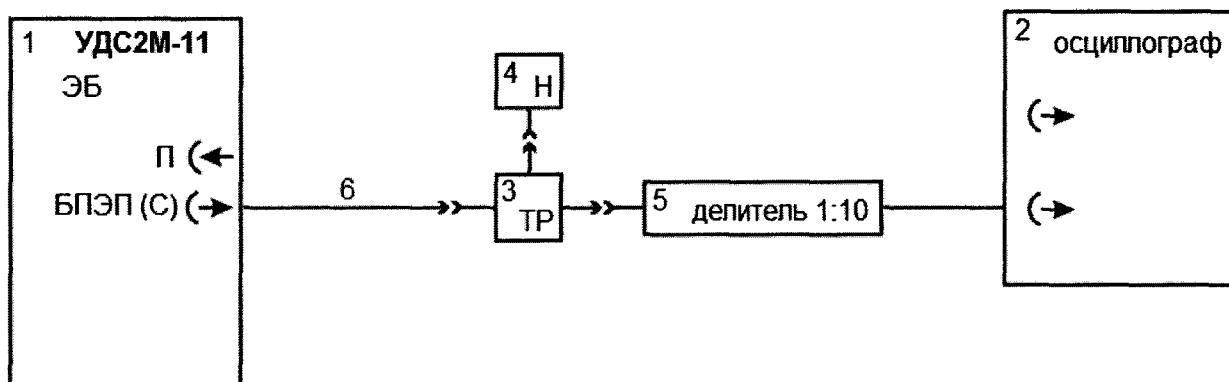 1 УДС2М-11
ЭБ
П
БПЭП (С)
6
4 Н
3 ТР
5 делитель 1:10
2 осциллограф